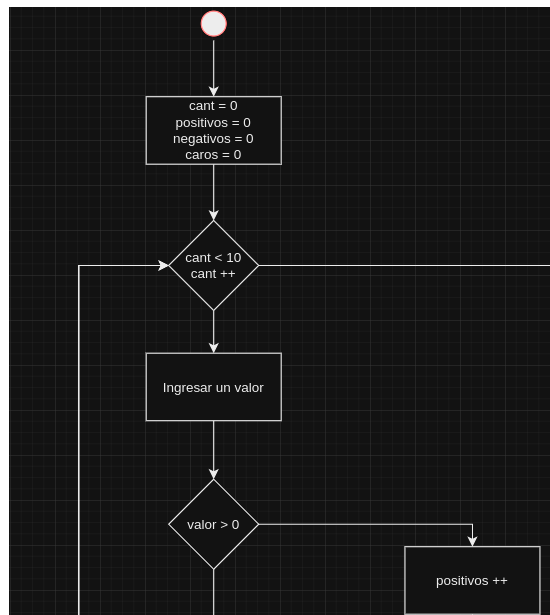 cant = 0
positivos = 0
negativos = 0
caros = 0
cant < 10
cant ++
Ingresar un valor
valor > 0
positivos ++